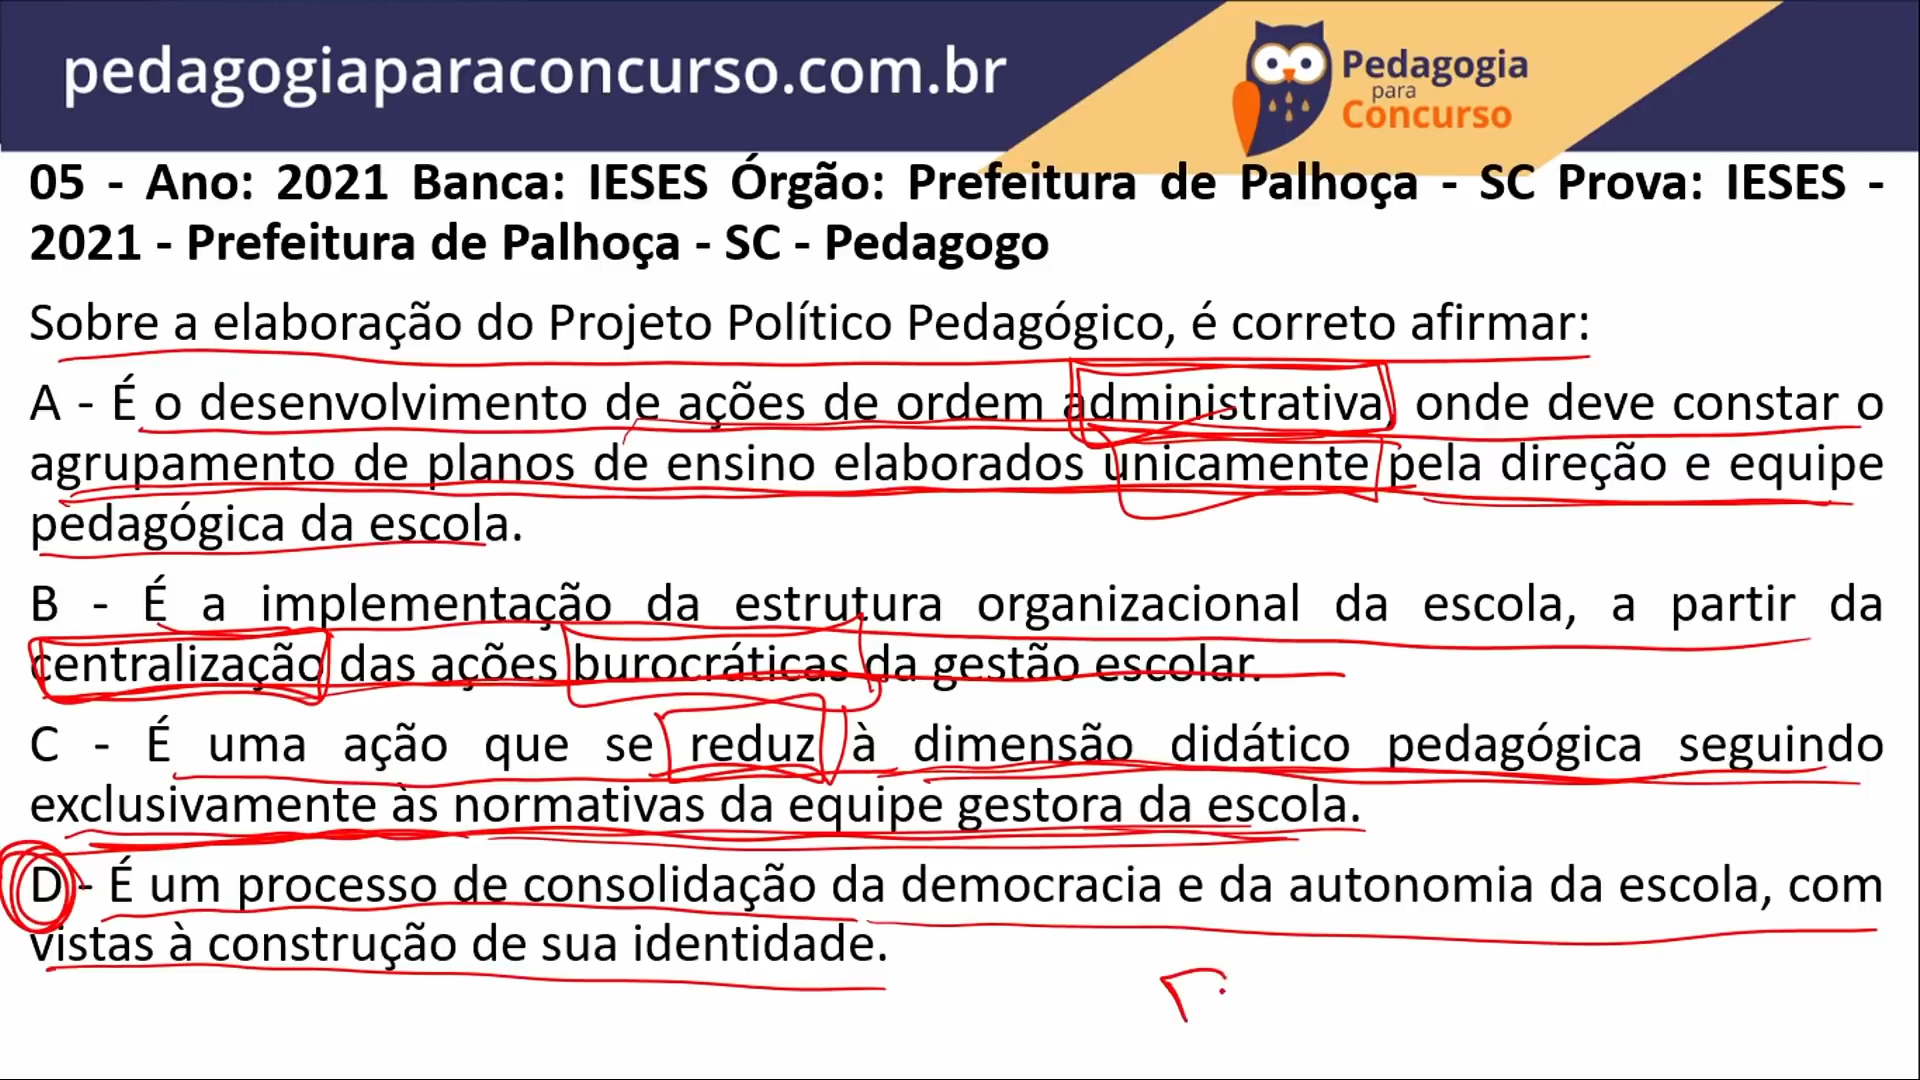 pedagogiaparaconcurso.com.br
Pedagogia
para
Concurso
05 - Ano: 2021 Banca: IESES Órgão: Prefeitura de Palhoça - SC Prova: IESES -
2021 - Prefeitura de Palhoça - SC - Pedagogo
Sobre a elaboração do Projeto Político Pedagógico, é correto afirmar:
A - É o desenvolvimento de ações de ordem administrativa, onde deve constar o
agrupamento de planos de ensino elaborados unicamente pela direção e equipe
pedagógica da escola.
B - É a implementação da estrutura organizacional da escola, a partir da
centralização das ações burocráticas da gestão escolar.
C - É uma ação que se reduz à dimensão didático pedagógica seguindo
exclusivamente às normativas da equipe gestora da escola.
D - É um processo de consolidação da democracia e da autonomia da escola, com
vistas à construção de sua identidade.